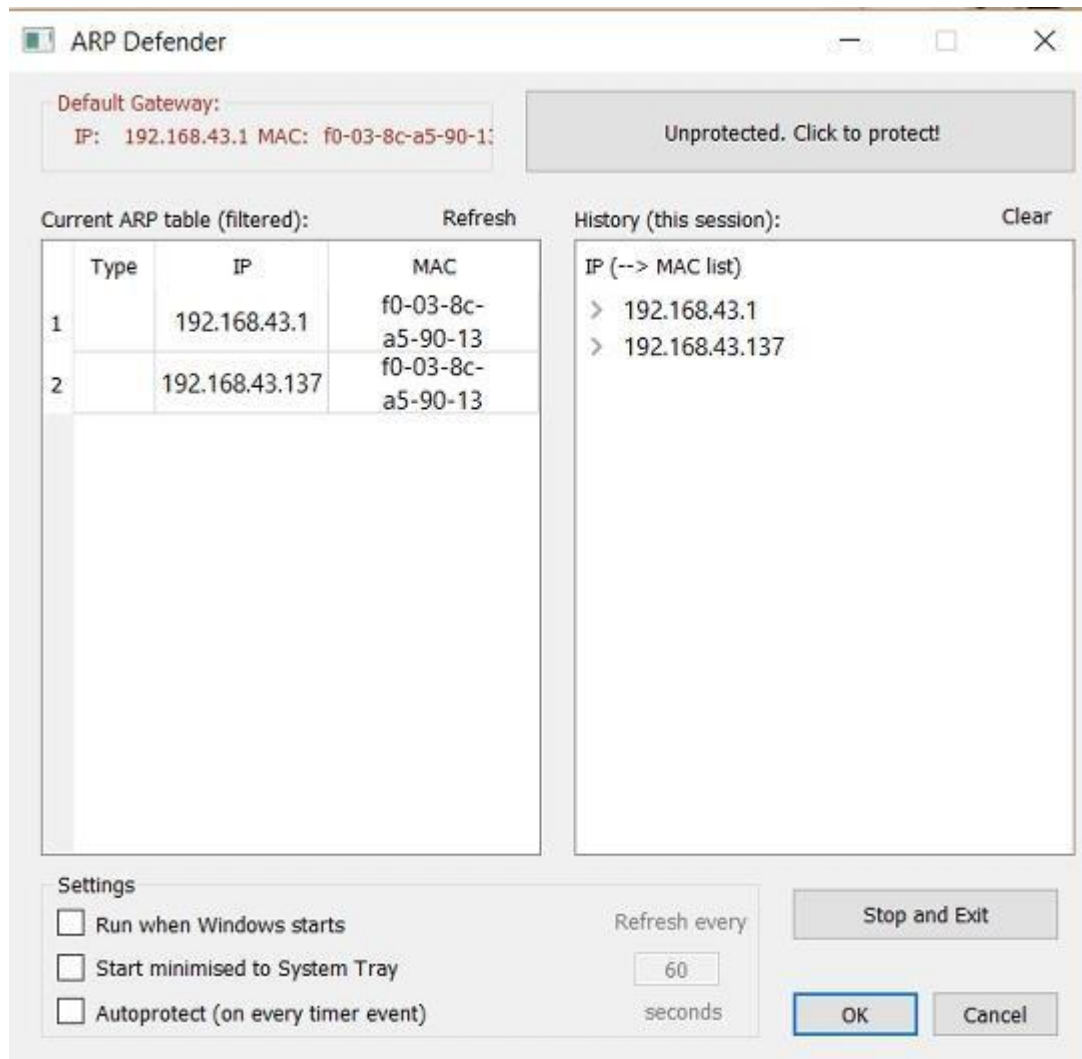 ARP Defender
Default Gateway:
IP: 192.168.43.1 MAC: f0-03-8c-a5-90-1
Unprotected. Click to protect!
Current ARP table (filtered):
Refresh
Type IP MAC
1 192.168.43.1 f0-03-8c-
a5-90-13
2 192.168.43.137 f0-03-8c-
a5-90-13
History (this session):
Clear
IP (--> MAC list)
> 192.168.43.1
> 192.168.43.137
Settings
Run when Windows starts
Start minimised to System Tray
Autoprotect (on every timer event)
Refresh every
60
seconds
Stop and Exit
OK
Cancel